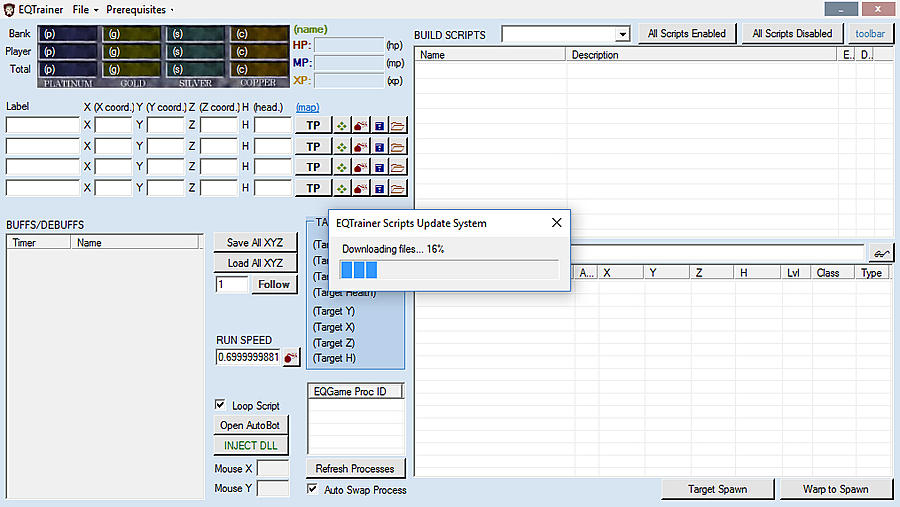 EQTrainer File Prerequisites
Bank (p) (g) (s) (c)
Player (p) (g) (s) (c)
Total (p) (g) (s) (c)
PLATINUM GOLD SILVER COPPER
(name)
HP: (hp)
MP: (mp)
XP: (xp)
BUILD SCRIPTS All Scripts Enabled All Scripts Disabled toolbar
Name Description E.. D..
Label X (X coord.) Y (Y coord.) Z (Z coord.) H (head.) (map)
X Y Z H TP
X Y Z H TP
X Y Z H TP
X Y Z H TP
BUFFS/DEBUFFS
Timer Name
Save All XYZ
Load All XYZ
1 Follow
RUN SPEED
0.6999999881
Loop Script
Open AutoBot
INJECT DLL
Mouse X
Mouse Y
TA
(Tar
(Tar
(Tar
(Target Health)
(Target Y)
(Target X)
(Target Z)
(Target H)
EQTrainer Scripts Update System
Downloading files... 16%
EQGame Proc ID
Refresh Processes
Auto Swap Process
A... X Y Z H Lvl Class Type
Target Spawn Warp to Spawn